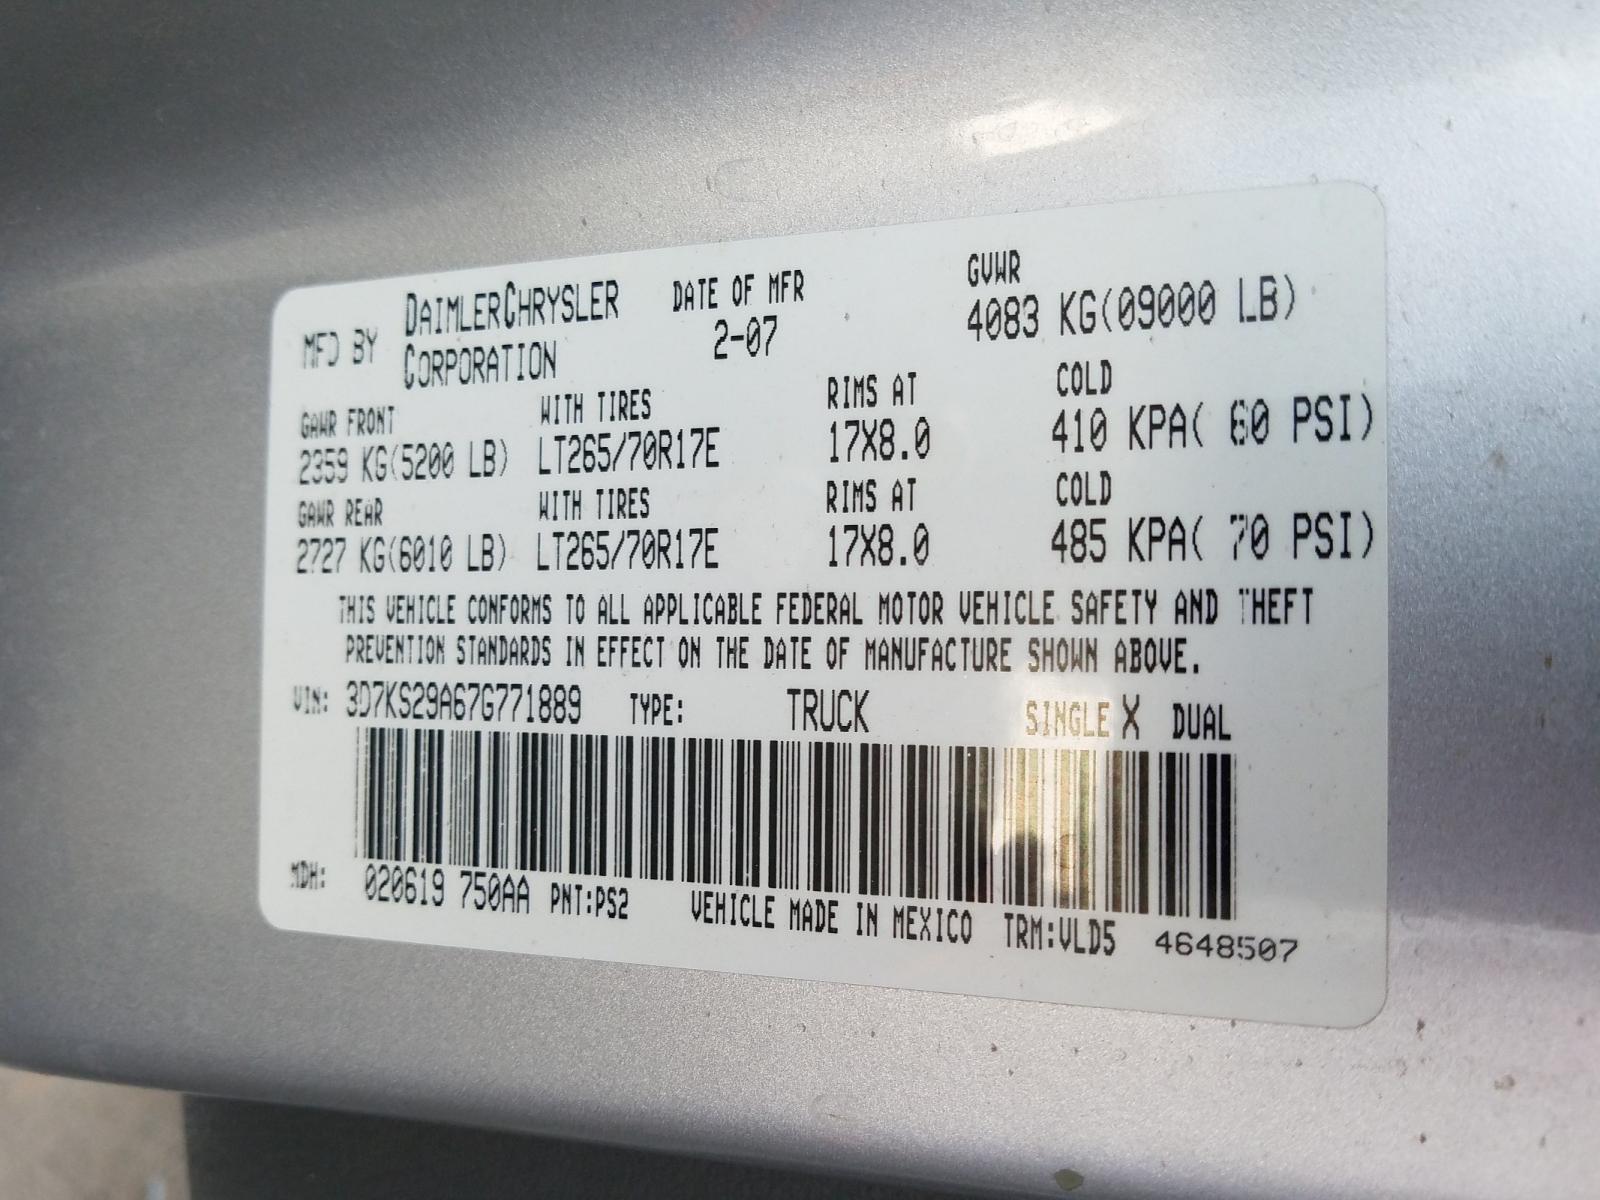 MFD BY DAIMLERCHRYSLER CORPORATION DATE OF MFR 2-07 GVWR 4083 KG(09000 LB)
GAWR FRONT WITH TIRES RIMS AT COLD
2359 KG(5200 LB) LT265/70R17E 17X8.0 410 KPA( 60 PSI)
GAWR REAR WITH TIRES RIMS AT COLD
2727 KG(6010 LB) LT265/70R17E 17X8.0 485 KPA( 70 PSI)
THIS VEHICLE CONFORMS TO ALL APPLICABLE FEDERAL MOTOR VEHICLE SAFETY AND THEFT
PREVENTION STANDARDS IN EFFECT ON THE DATE OF MANUFACTURE SHOWN ABOVE.
VIN: 3D7KS29A67G771889 TYPE: TRUCK SINGLE X DUAL
MDH: 020619 750AA PNT:PS2 VEHICLE MADE IN MEXICO TRM:VLD5 4648507